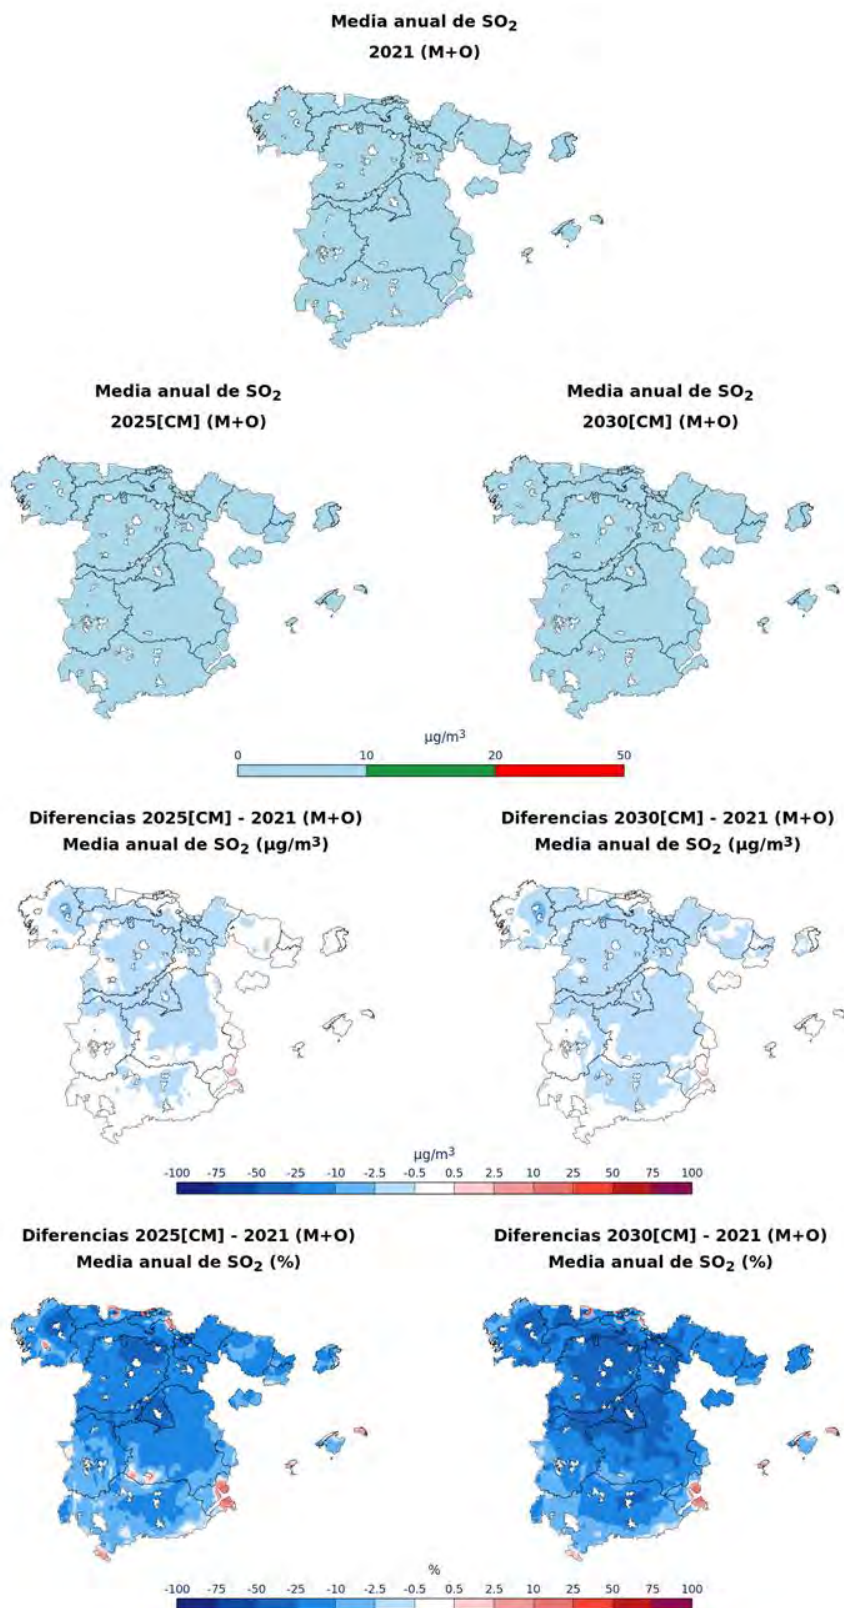 Media anual de SO2
2021 (M+O)
Media anual de SO2
2025[CM] (M+O)
Media anual de SO2
2030[CM] (M+O)
µg/m3
0 10 20 50
Diferencias 2025[CM] - 2021 (M+O)
Media anual de SO2 (µg/m3)
Diferencias 2030[CM] - 2021 (M+O)
Media anual de SO2 (µg/m3)
µg/m3
-100 -75 -50 -25 -10 -2.5 -0.5 0.5 2.5 10 25 50 75 100
Diferencias 2025[CM] - 2021 (M+O)
Media anual de SO2 (%)
Diferencias 2030[CM] - 2021 (M+O)
Media anual de SO2 (%)
%
-100 -75 -50 -25 -10 -2.5 -0.5 0.5 2.5 10 25 50 75 100